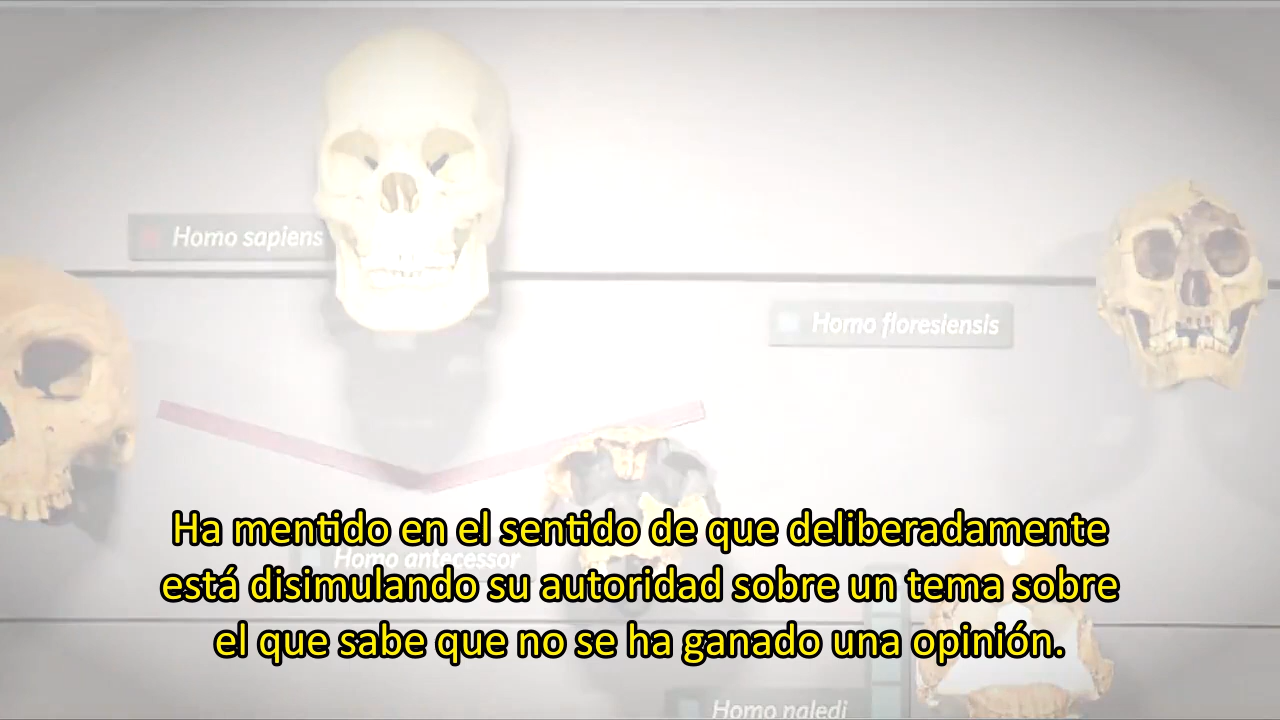 Homo sapiens
Homo floresiensis
Homo antecessor
Ha mentido en el sentido de que deliberadamente
está disimulando su autoridad sobre un tema sobre
el que sabe que no se ha ganado una opinión.
Homo naledi